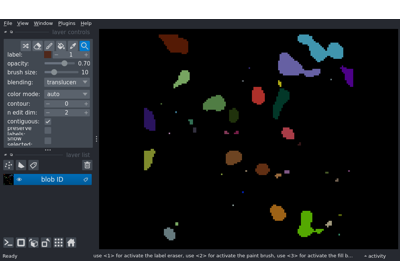 File View Window Plugins Help
layer controls
label: 1
opacity: 0.70
brush size: 10
blending: translucen
color mode: auto
contour: 0
n edit dim: 2
contiguous:
preserve
labels:
show
selected:
layer list
blob ID
Ready
use <1> for activate the label eraser, use <2> for activate the paint brush, use <3> for activate the fill b...
activity